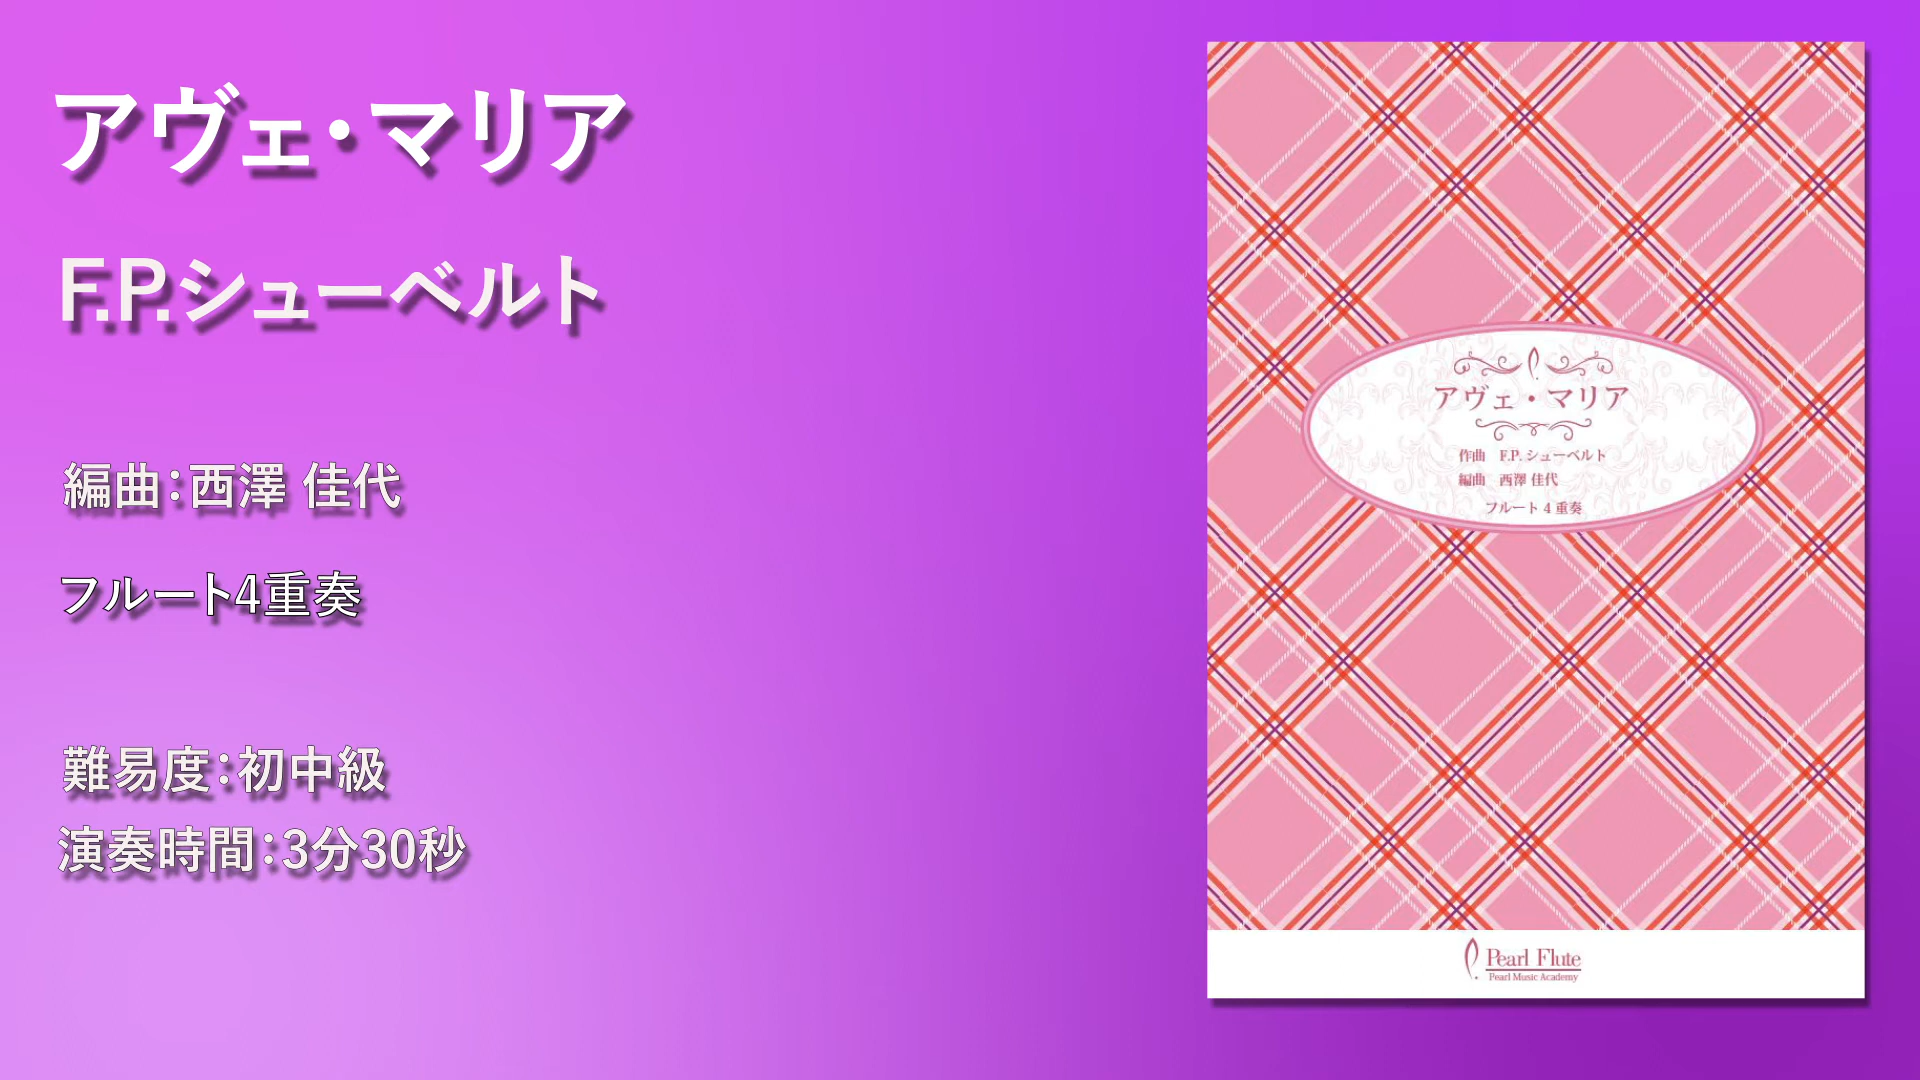 アヴェ・マリア
F.P.シューベルト
編曲：西澤 佳代
フルート4重奏
難易度：初中級
演奏時間：3分30秒
アヴェ・マリア
作曲　F.P. シューベルト
編曲　西澤 佳代
フルート 4 重奏
Pearl Flute
Pearl Music Academy